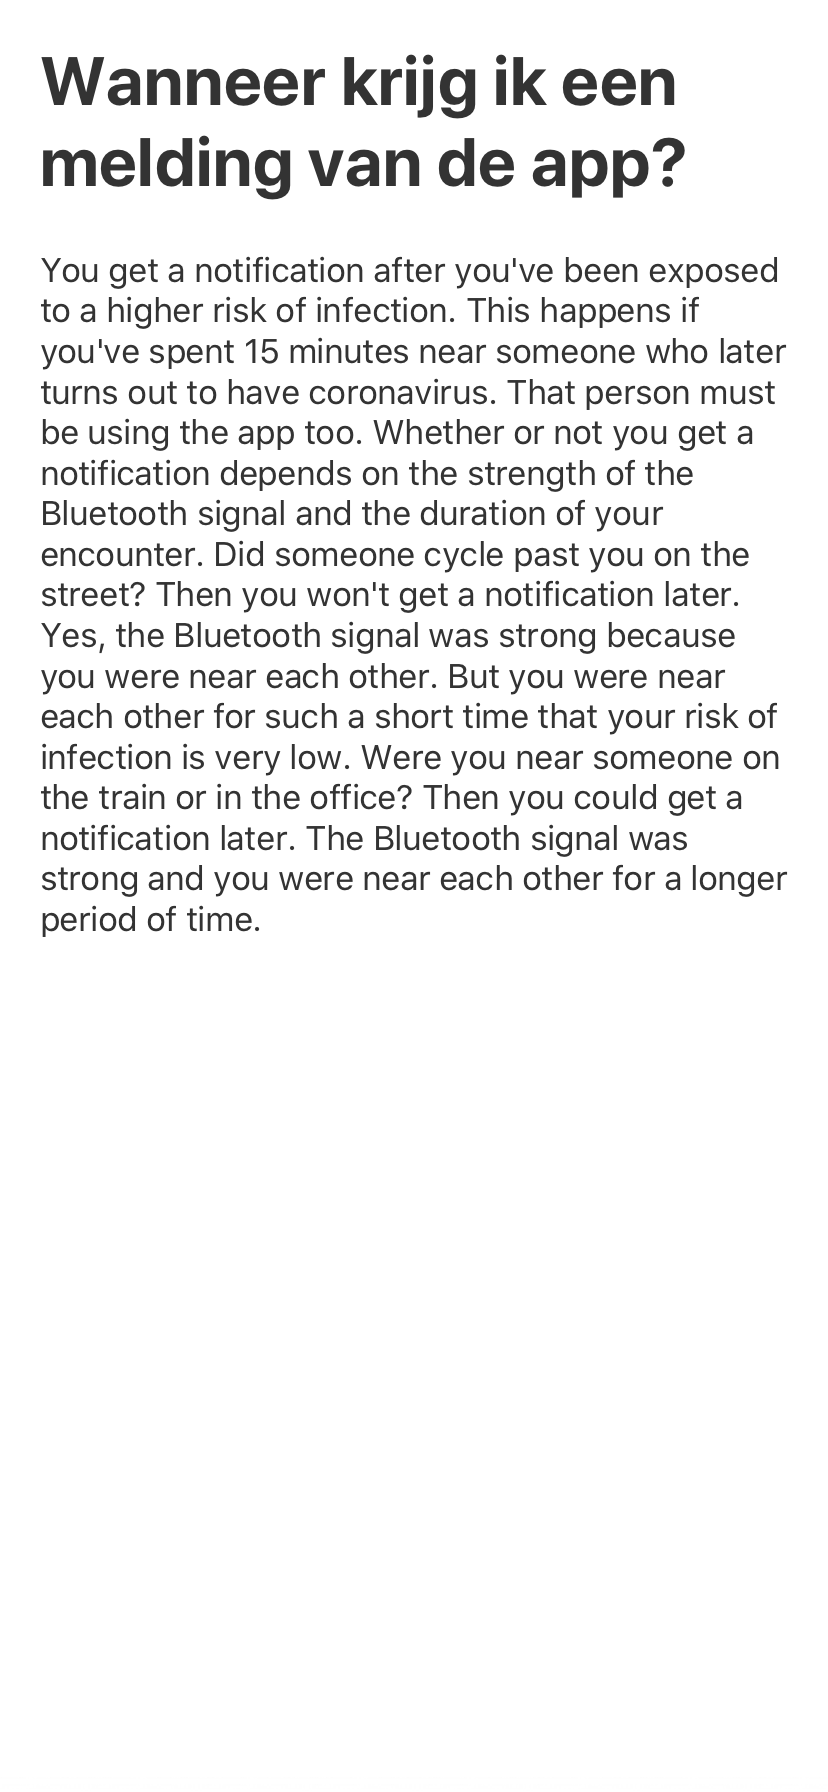 Wanneer krijg ik een
melding van de app?
You get a notification after you've been exposed
to a higher risk of infection. This happens if
you've spent 15 minutes near someone who later
turns out to have coronavirus. That person must
be using the app too. Whether or not you get a
notification depends on the strength of the
Bluetooth signal and the duration of your
encounter. Did someone cycle past you on the
street? Then you won't get a notification later.
Yes, the Bluetooth signal was strong because
you were near each other. But you were near
each other for such a short time that your risk of
infection is very low. Were you near someone on
the train or in the office? Then you could get a
notification later. The Bluetooth signal was
strong and you were near each other for a longer
period of time.